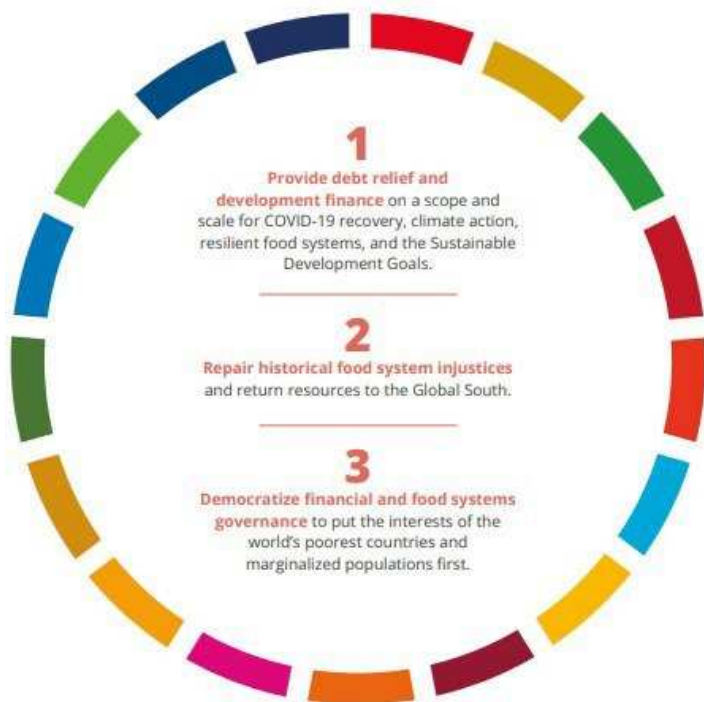 1
Provide debt relief and
development finance on a scope and
scale for COVID-19 recovery, climate action,
resilient food systems, and the Sustainable
Development Goals.
2
Repair historical food system injustices
and return resources to the Global South.
3
Democratize financial and food systems
governance to put the interests of the
world's poorest countries and
marginalized populations first.